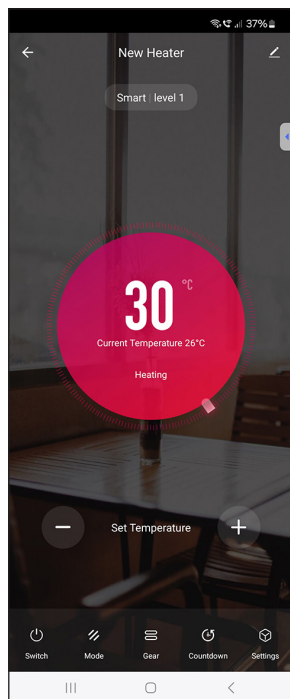 37%
New Heater
Smart | level 1
30 °C
Current Temperature 26°C
Heating
Set Temperature
Switch Mode Gear Countdown Settings